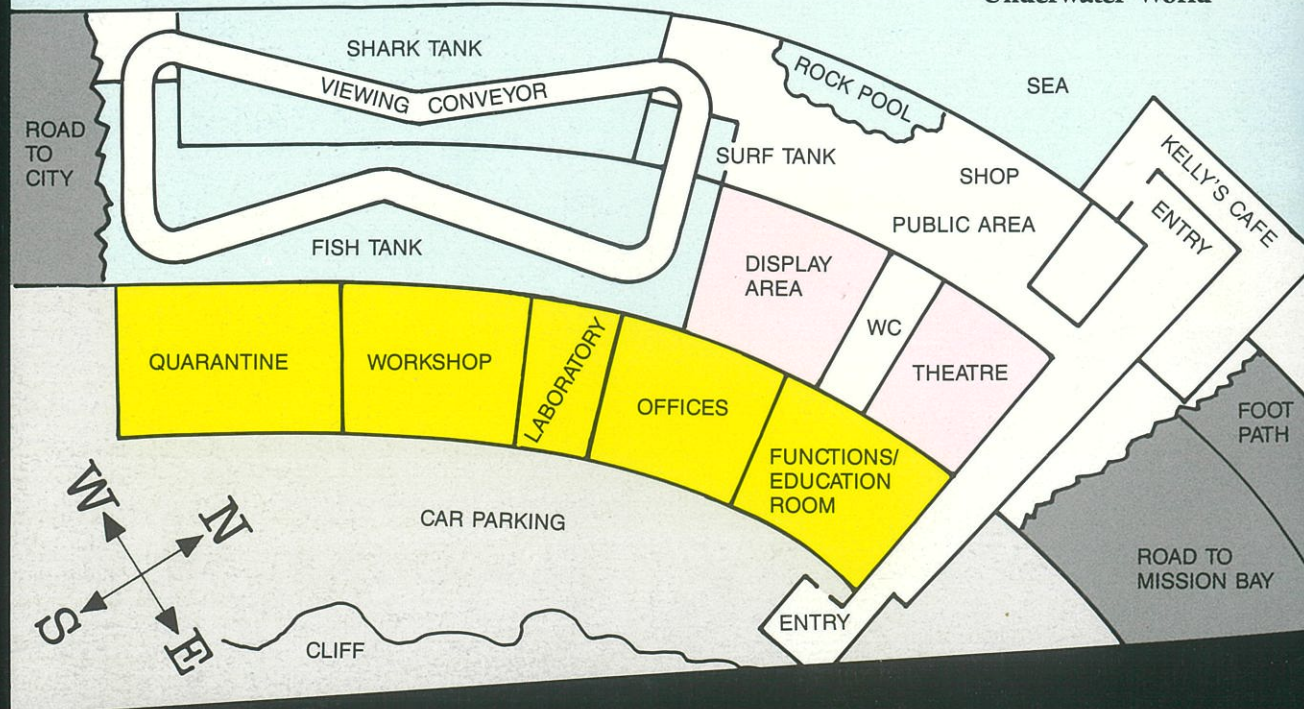 Underwater World
SHARK TANK
VIEWING CONVEYOR
ROCK POOL
SEA
ROAD
TO
CITY
SURF TANK
SHOP
KELLY'S CAFE
ENTRY
PUBLIC AREA
FISH TANK
DISPLAY
AREA
WC
THEATRE
QUARANTINE
WORKSHOP
LABORATORY
OFFICES
FUNCTIONS/
EDUCATION
ROOM
FOOT
PATH
CAR PARKING
ROAD TO
MISSION BAY
W
N
S
E
CLIFF
ENTRY